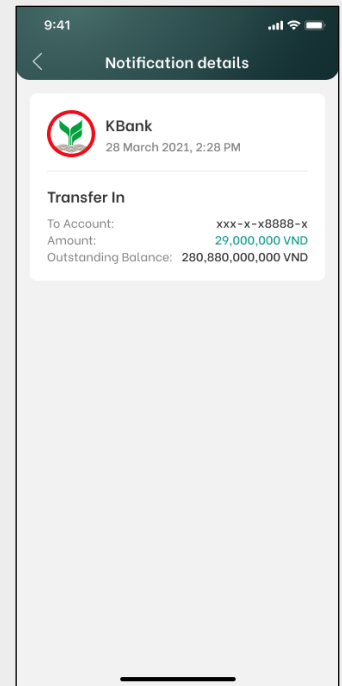 9:41
Notification details
KBank
28 March 2021, 2:28 PM
Transfer In
To Account: xxx-x-x8888-x
Amount: 29,000,000 VND
Outstanding Balance: 280,880,000,000 VND